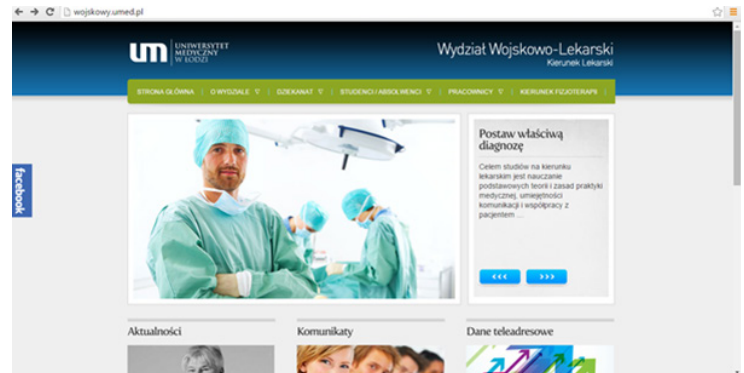 wojskowy.umed.pl
um
UNIWERSYTET
MEDYCZNY
W ŁODZI
Wydział Wojskowo-Lekarski
Kierunek Lekarski
STRONA GŁÓWNA | O WYDZIALE | DZIEKANAT | STUDENCI / ABSOLWENCI | PRACOWNICY | KIERUNEK FIZJOTERAPII
facebook
Postaw właściwą
diagnozę
Celem studiów na kierunku
lekarskim jest nauczanie
podstawowych teorii i zasad praktyki
medycznej, umiejętności
komunikacji i współpracy z
pacjentem ...
<<< >>>
Aktualności
Komunikaty
Dane teleadresowe